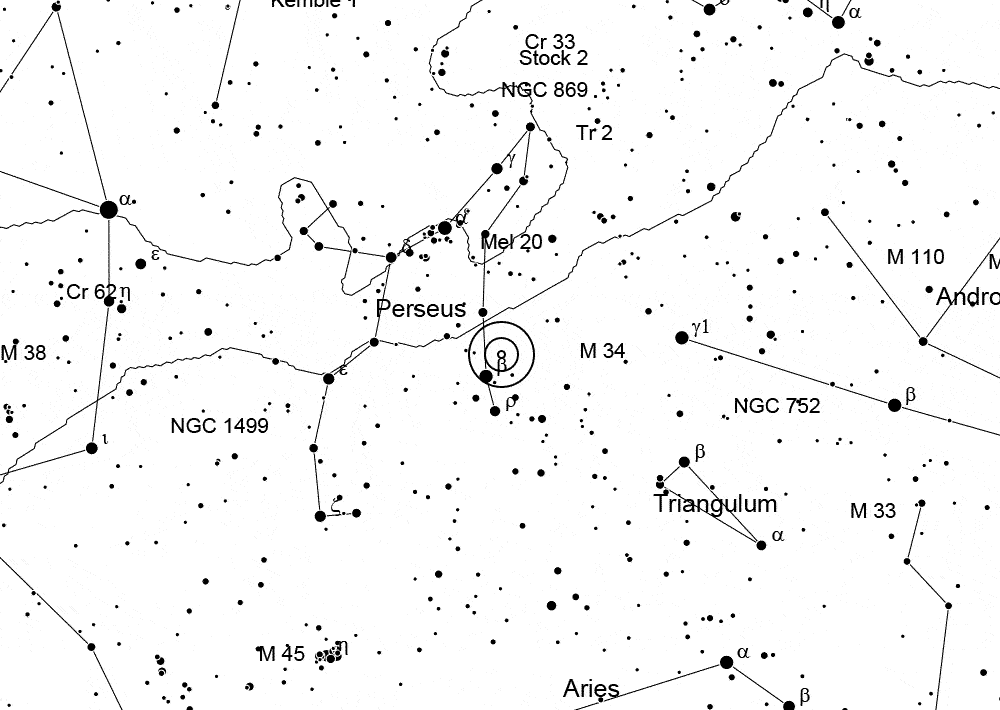 Kemble 1
η
α
Cr 33
Stock 2
NGC 869
Tr 2
γ
α
α
δ
Mel 20
ε
M 110
Cr 62
η
Andro
Perseus
γ1
M 38
M 34
β
ε
β
ρ
NGC 752
NGC 1499
ι
β
ζ
Triangulum
M 33
α
M 45
η
α
Aries
β